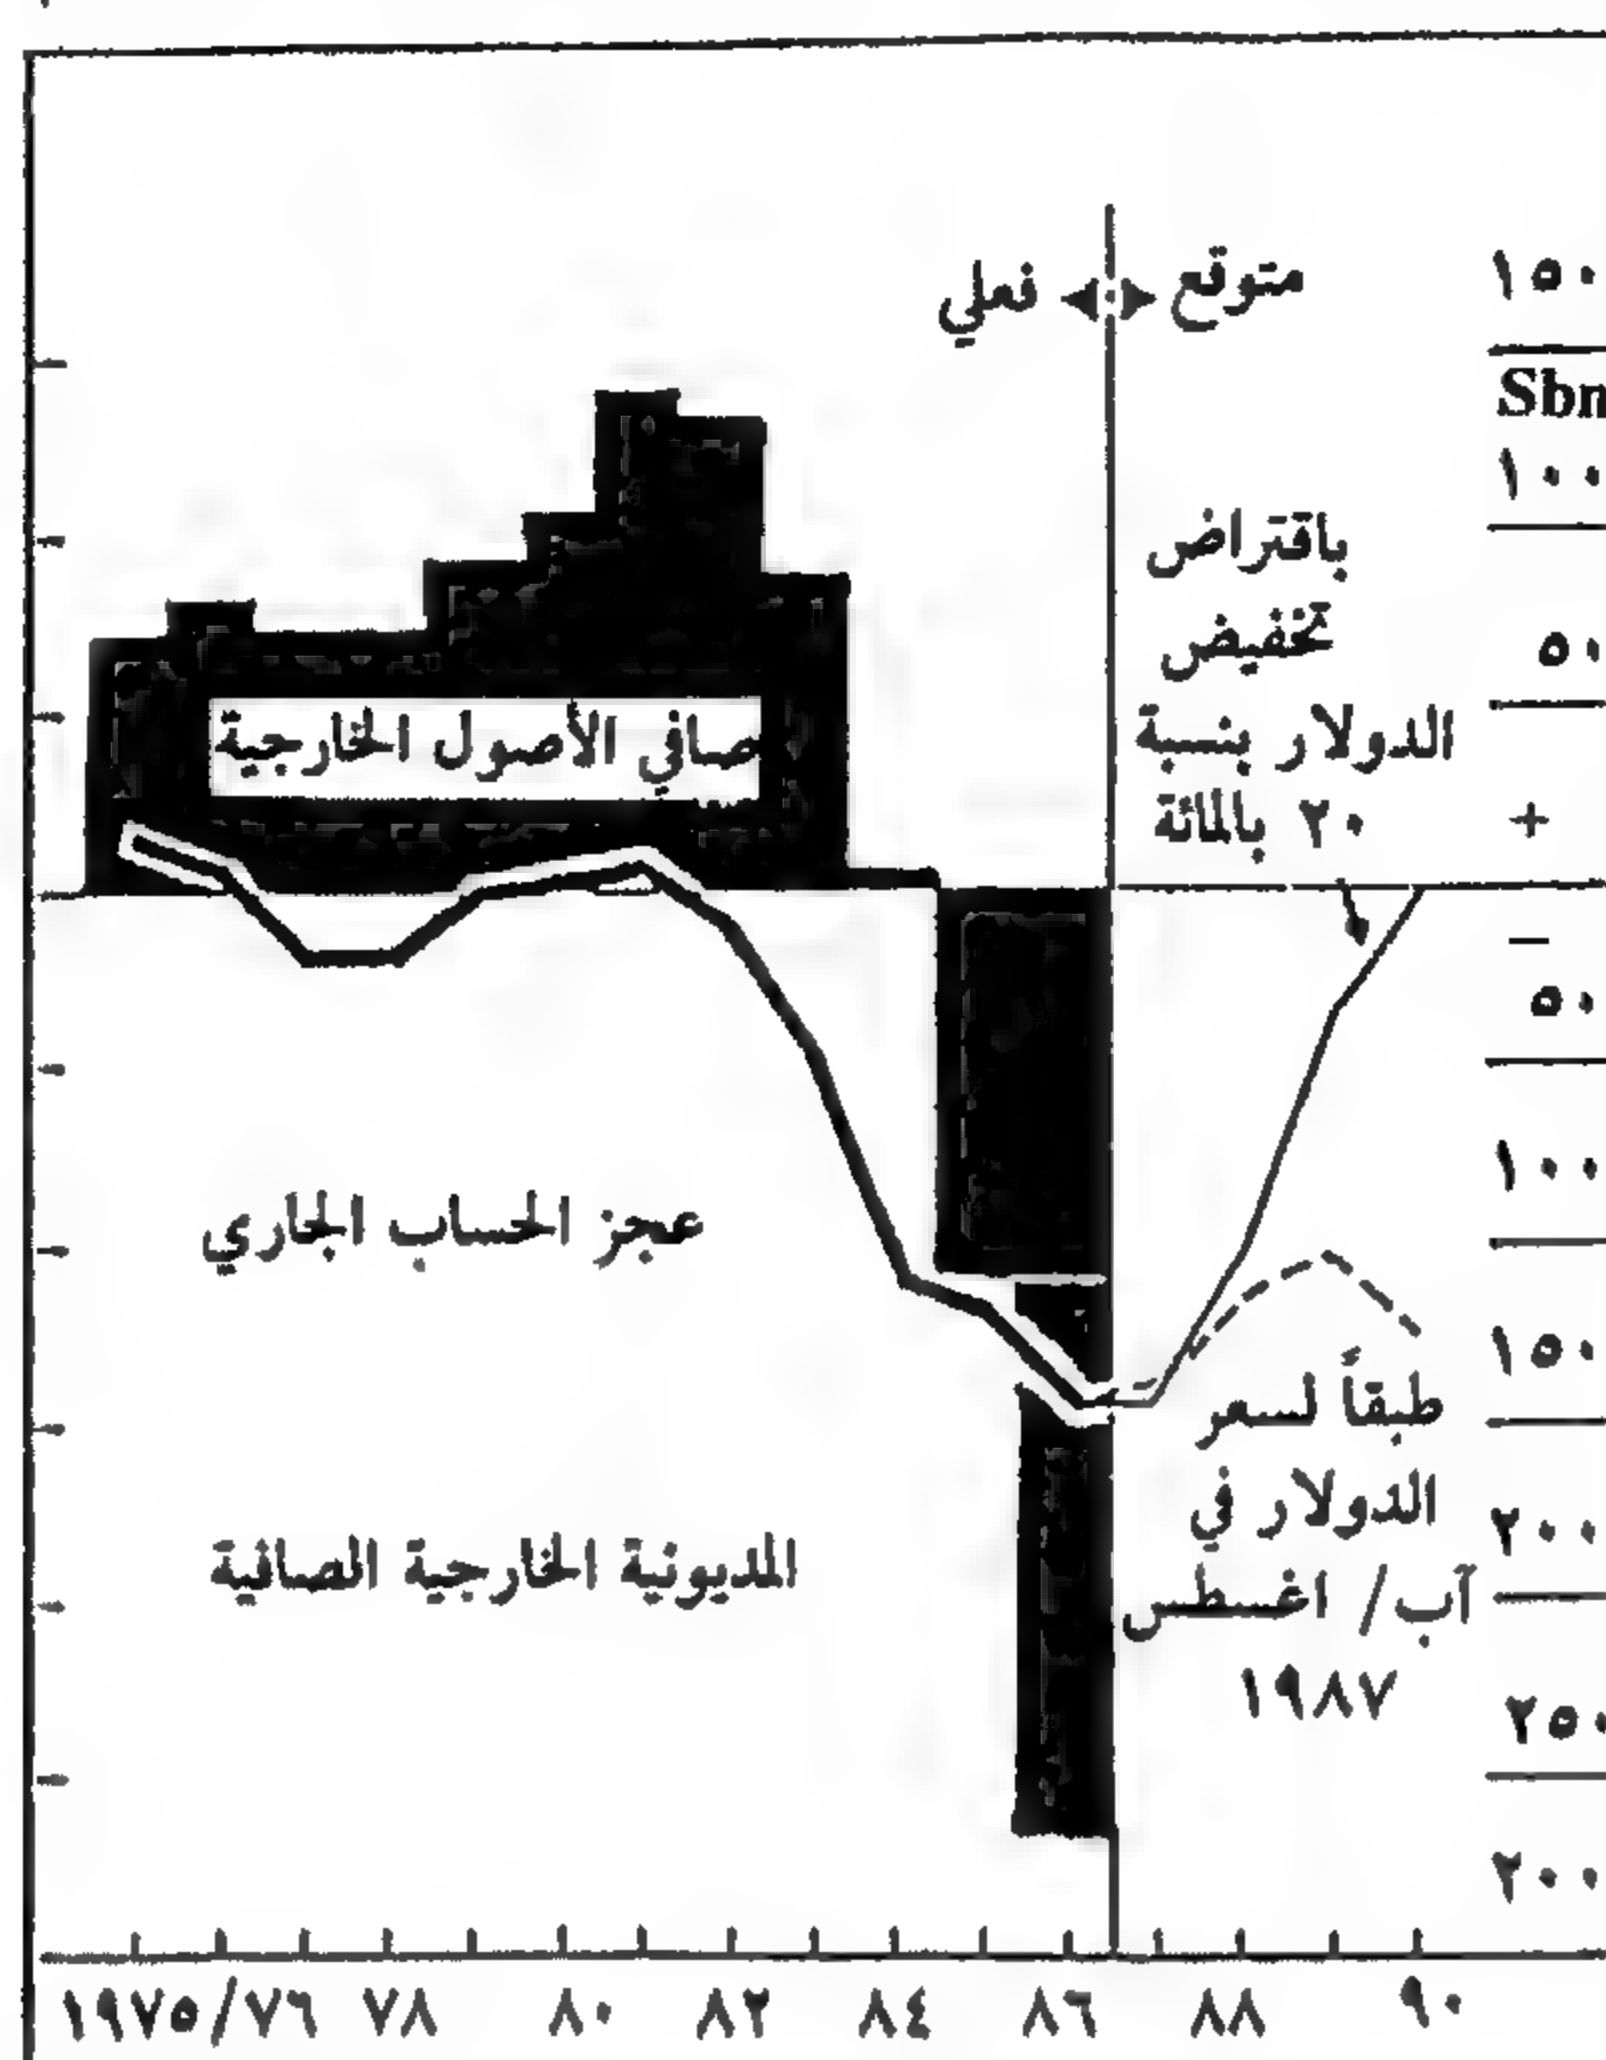 متوقع
فعلي
١٥٠
Sbn
١٠٠
٥٠
+
–
٥٠
١٠٠
١٥٠
٢٠٠
٢٥٠
٢٠٠
باقتراض
تخفيض
الدولار بنسبة
٢٠ بالمائة
صافي الأصول الخارجية
عجز الحساب الجاري
المديونية الخارجية الصافية
طبقاً لسعر
الدولار في
آب/ اغسطس
١٩٨٧
١٩٧٥/٧٦ ٧٨ ٨٠ ٨٢ ٨٤ ٨٦ ٨٨ ٩٠